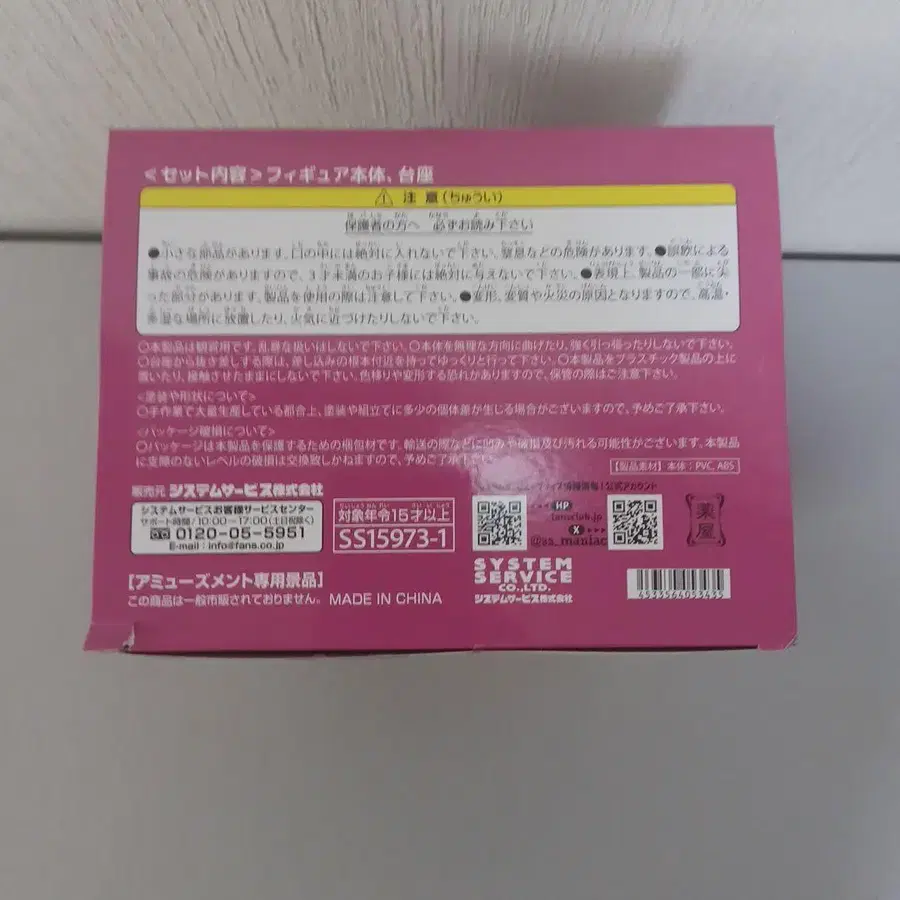 <セット内容>フィギュア本体、台座
⚠ 注意(ちゅうい)
保護者の方へ 必ずお読み下さい
●小さな部品があります。口の中には絶対に入れないで下さい。窒息などの危険があります。●誤飲による
事故の危険がありますので、3才未満のお子様には絶対に与えないで下さい。●表現上、製品の一部に尖
った部分があります。製品を使用の際は注意して下さい。●変形、変質や火災の原因となりますので、高温・
多湿な場所に放置したり、火気に近づけたりしないで下さい。
○本製品は観賞用です。乱暴な扱いはしないで下さい。○本体を無理な方向に曲げたり、強く引っ張ったりしないで下さい。
○台座から抜き差しする際は、差し込みの根本付近を持ってゆっくりと行って下さい。○本製品をプラスチック製品の上に
置いたり、接触させたままにしないで下さい。色移りや変形する恐れがありますので、保管の際はご注意下さい。
<塗装や形状について>
○手作業で大量生産している都合上、塗装や組立てに多少の個体差が生じる場合がございますので、予めご了承下さい。
<パッケージ破損について>
○パッケージは本製品を保護するための梱包材です。輸送の際などに凹みや破損及び汚れる可能性がございます。本製品
に支障のないレベルの破損は交換致しかねますので、予めご了承下さい。
【製品素材】本体:PVC, ABS
販売元 システムサービス株式会社
システムサービスお客様サービスセンター
サポート時間/10:00~17:00(土日祝除く)
0120-05-5951
E-mail:info@fans.co.jp
対象年令15才以上
SS15973-1
公式アカウント
HP
X
@ss_maniac
薬屋
SYSTEM
SERVICE
CO.,LTD.
システムサービス株式会社
【アミューズメント専用景品】
この商品は一般市販されておりません。 MADE IN CHINA